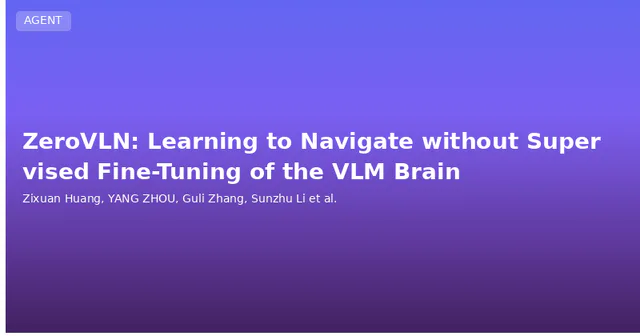 AGENT
ZeroVLN: Learning to Navigate without Super
vised Fine-Tuning of the VLM Brain
Zixuan Huang, YANG ZHOU, Guli Zhang, Sunzhu Li et al.